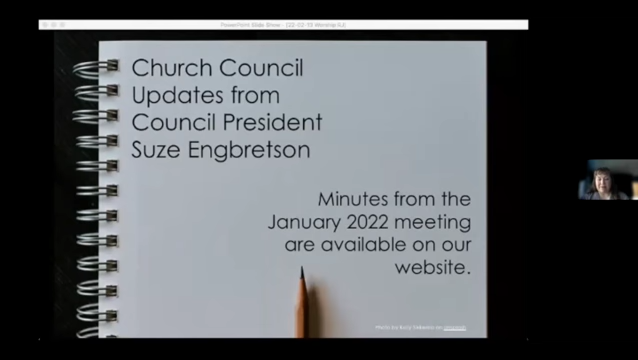 Church Council
Updates from
Council President
Suze Engbretson
Minutes from the
January 2022 meeting
are available on our
website.